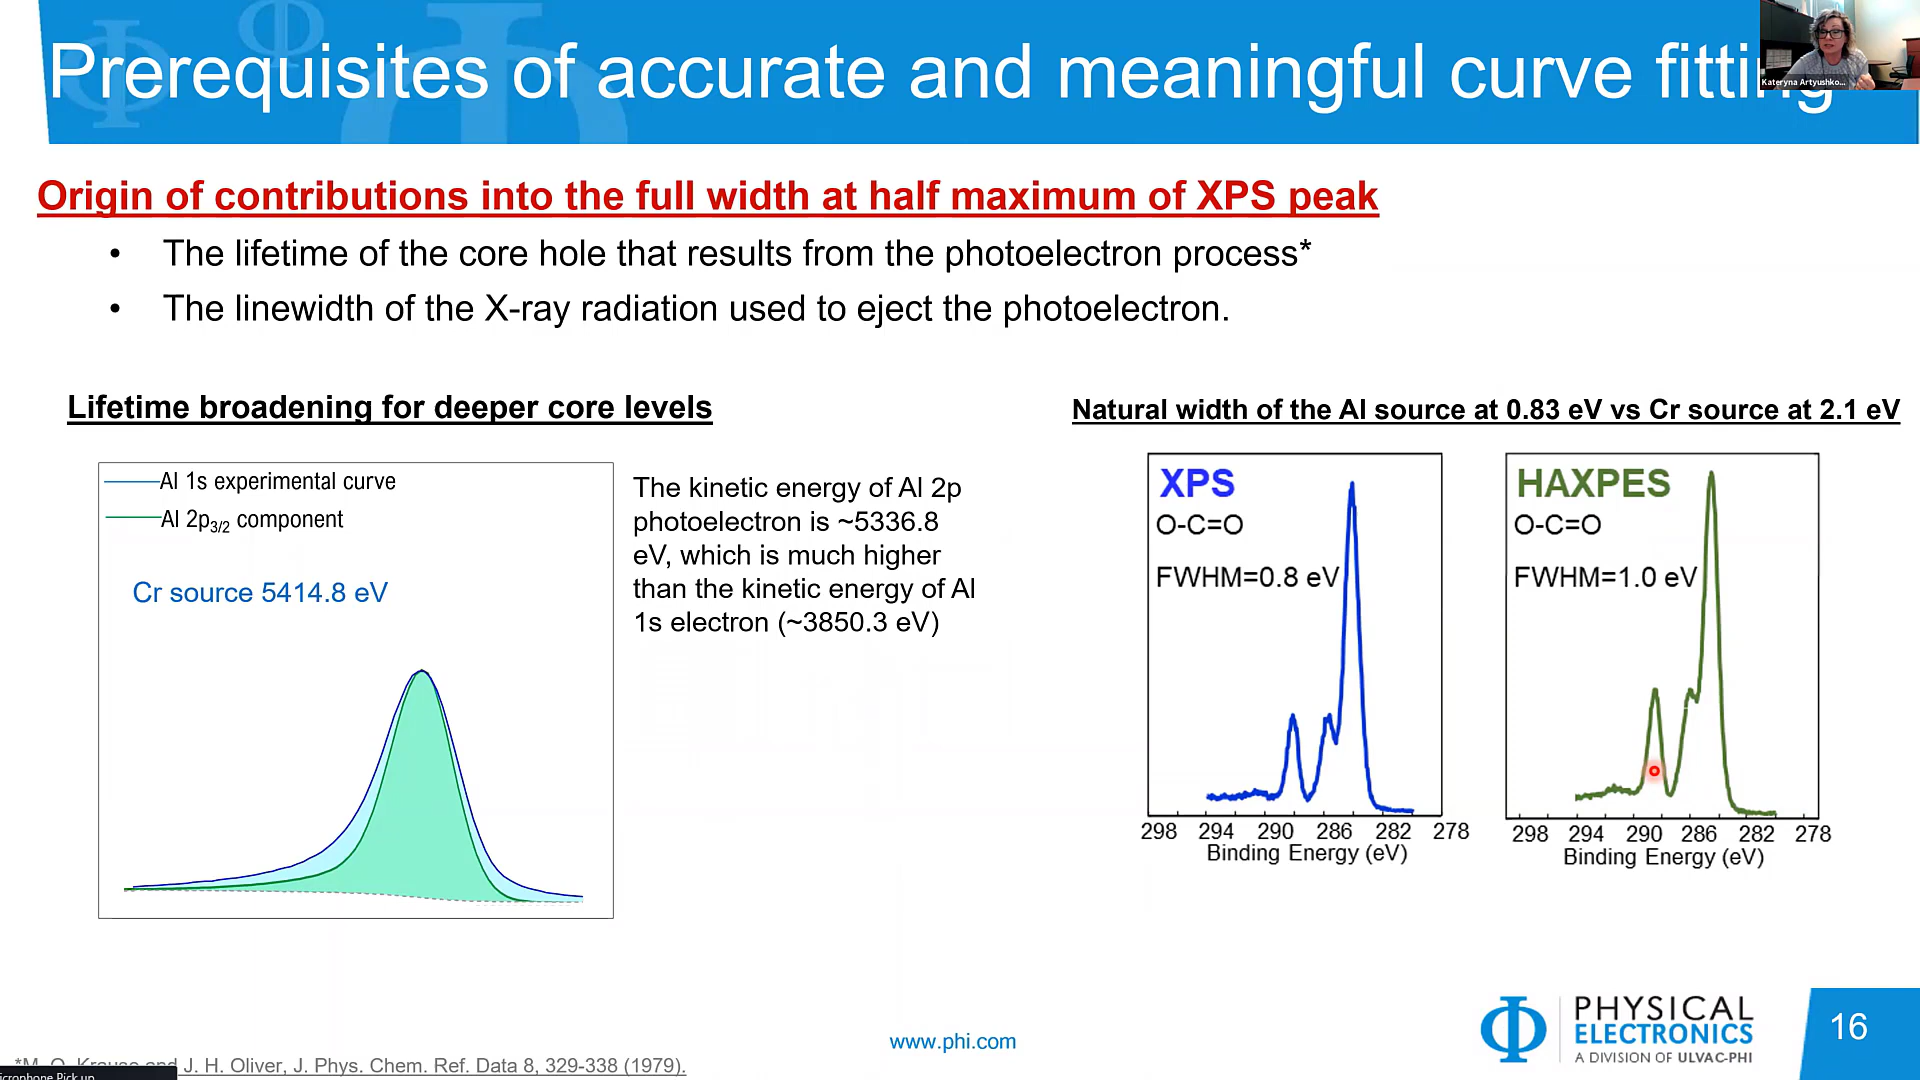 Prerequisites of accurate and meaningful curve fitting
Kateryna Artyushko...
Origin of contributions into the full width at half maximum of XPS peak
• The lifetime of the core hole that results from the photoelectron process*
• The linewidth of the X-ray radiation used to eject the photoelectron.
Lifetime broadening for deeper core levels
Natural width of the Al source at 0.83 eV vs Cr source at 2.1 eV
Al 1s experimental curve
Al 2p3/2 component
Cr source 5414.8 eV
The kinetic energy of Al 2p
photoelectron is ~5336.8
eV, which is much higher
than the kinetic energy of Al
1s electron (~3850.3 eV)
XPS
O-C=O
FWHM=0.8 eV
298 294 290 286 282 278
Binding Energy (eV)
HAXPES
O-C=O
FWHM=1.0 eV
298 294 290 286 282 278
Binding Energy (eV)
www.phi.com
PHYSICAL
ELECTRONICS
A DIVISION OF ULVAC-PHI
16
*M. O. Krause and J. H. Oliver, J. Phys. Chem. Ref. Data 8, 329-338 (1979).
icrophone Pick up